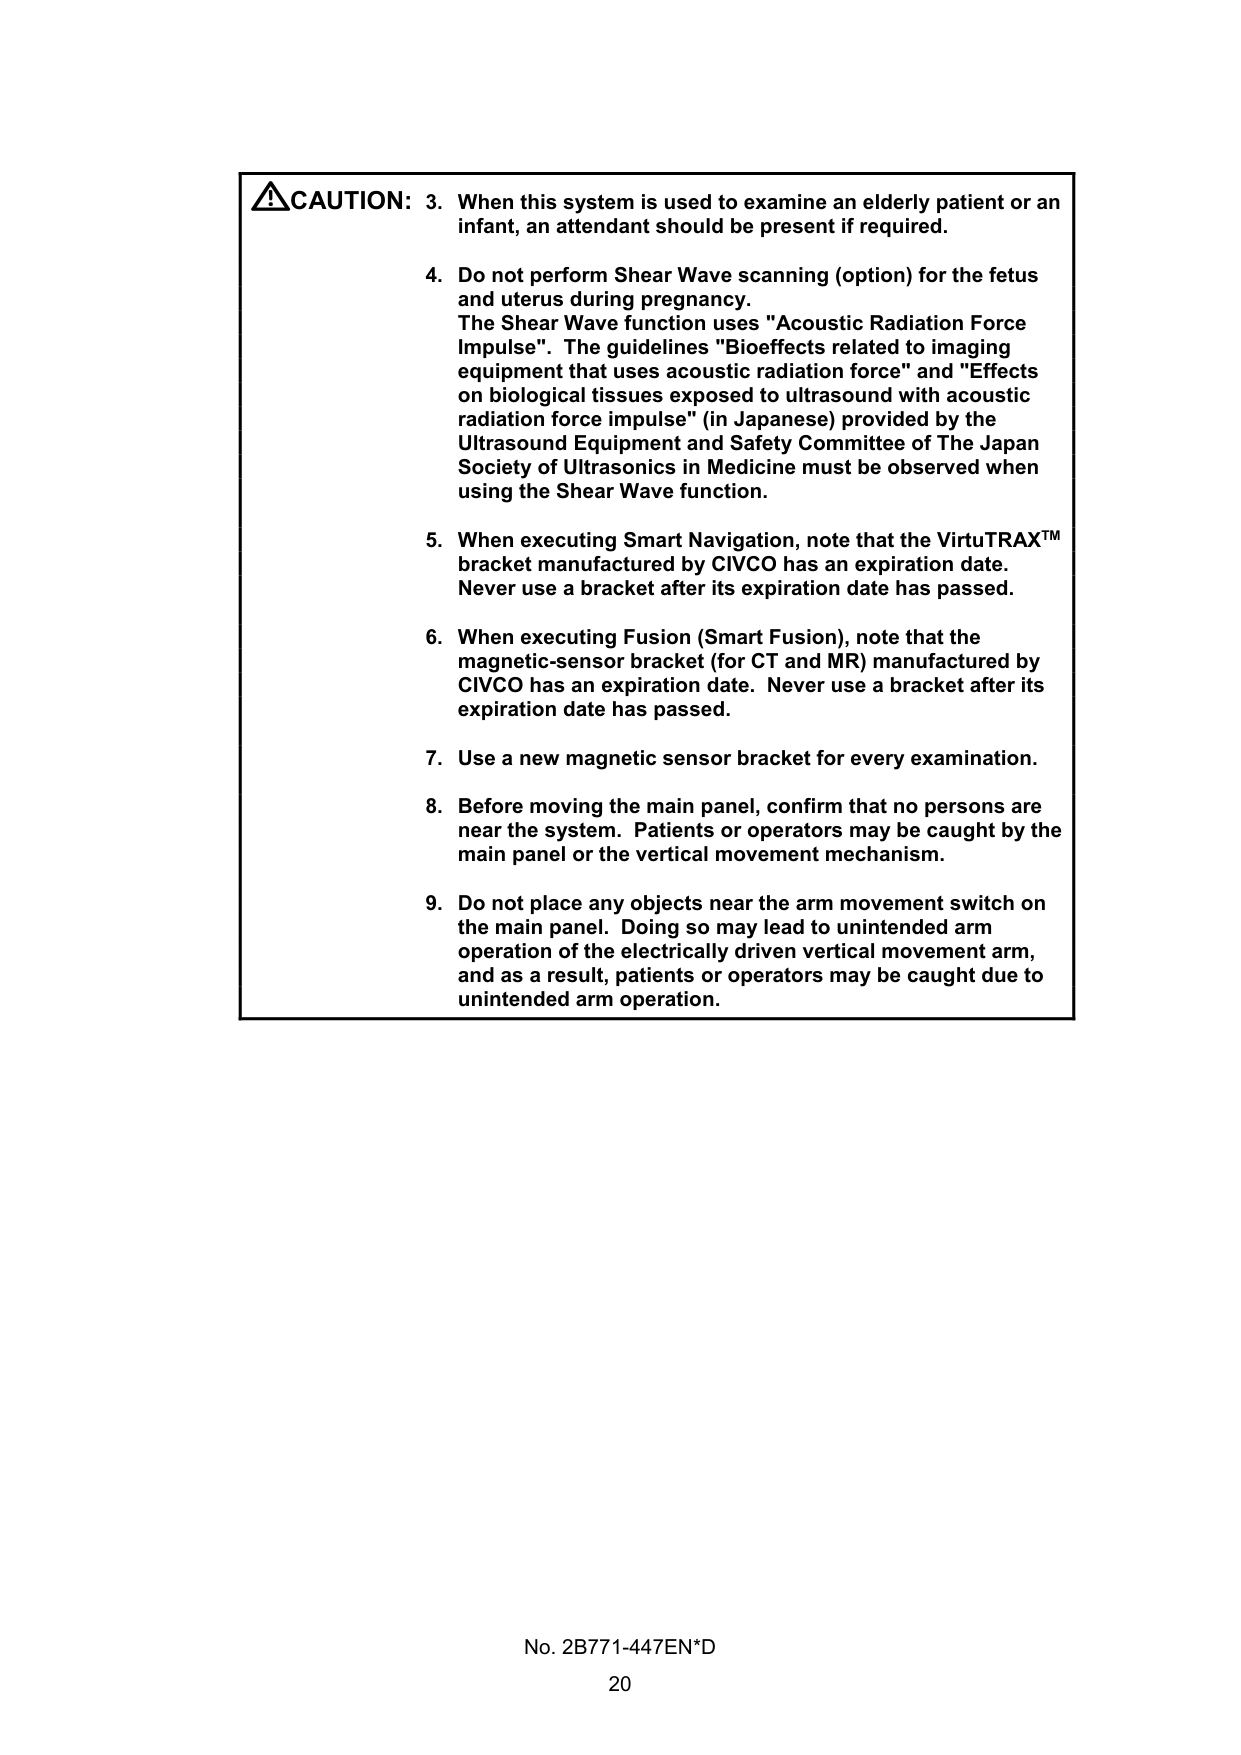 ⚠CAUTION: 3. When this system is used to examine an elderly patient or an
infant, an attendant should be present if required.
4. Do not perform Shear Wave scanning (option) for the fetus
and uterus during pregnancy.
The Shear Wave function uses "Acoustic Radiation Force
Impulse". The guidelines "Bioeffects related to imaging
equipment that uses acoustic radiation force" and "Effects
on biological tissues exposed to ultrasound with acoustic
radiation force impulse" (in Japanese) provided by the
Ultrasound Equipment and Safety Committee of The Japan
Society of Ultrasonics in Medicine must be observed when
using the Shear Wave function.
5. When executing Smart Navigation, note that the VirtuTRAX™
bracket manufactured by CIVCO has an expiration date.
Never use a bracket after its expiration date has passed.
6. When executing Fusion (Smart Fusion), note that the
magnetic-sensor bracket (for CT and MR) manufactured by
CIVCO has an expiration date. Never use a bracket after its
expiration date has passed.
7. Use a new magnetic sensor bracket for every examination.
8. Before moving the main panel, confirm that no persons are
near the system. Patients or operators may be caught by the
main panel or the vertical movement mechanism.
9. Do not place any objects near the arm movement switch on
the main panel. Doing so may lead to unintended arm
operation of the electrically driven vertical movement arm,
and as a result, patients or operators may be caught due to
unintended arm operation.
No. 2B771-447EN*D
20